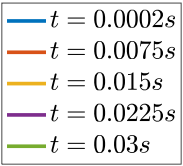 t = 0.0002s
t = 0.0075s
t = 0.015s
t = 0.0225s
t = 0.03s